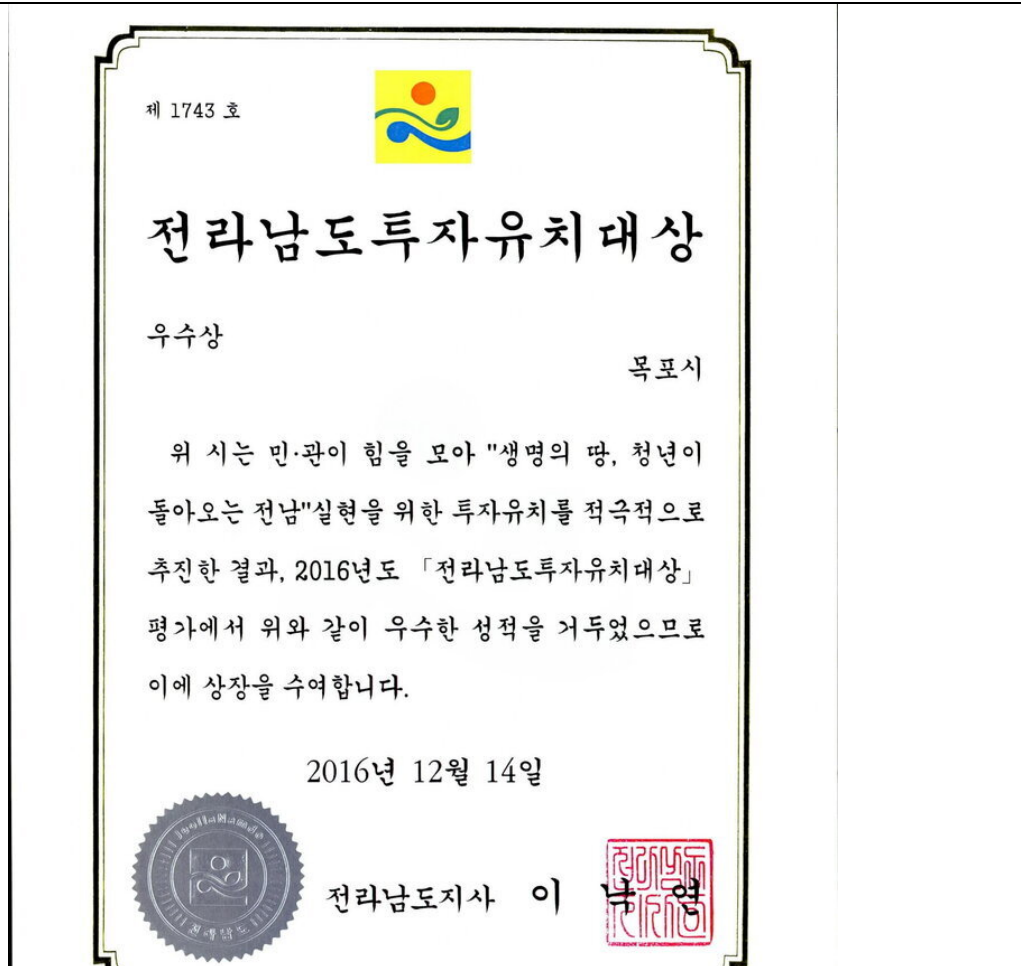 제 1743 호
전라남도투자유치대상
우수상
목포시
위 시는 민·관이 힘을 모아 "생명의 땅, 청년이
돌아오는 전남"실현을 위한 투자유치를 적극적으로
추진한 결과, 2016년도 「전라남도투자유치대상」
평가에서 위와 같이 우수한 성적을 거두었으므로
이에 상장을 수여합니다.
2016년 12월 14일
JeollaNamdo
전라남도
전라남도지사 이 낙 연